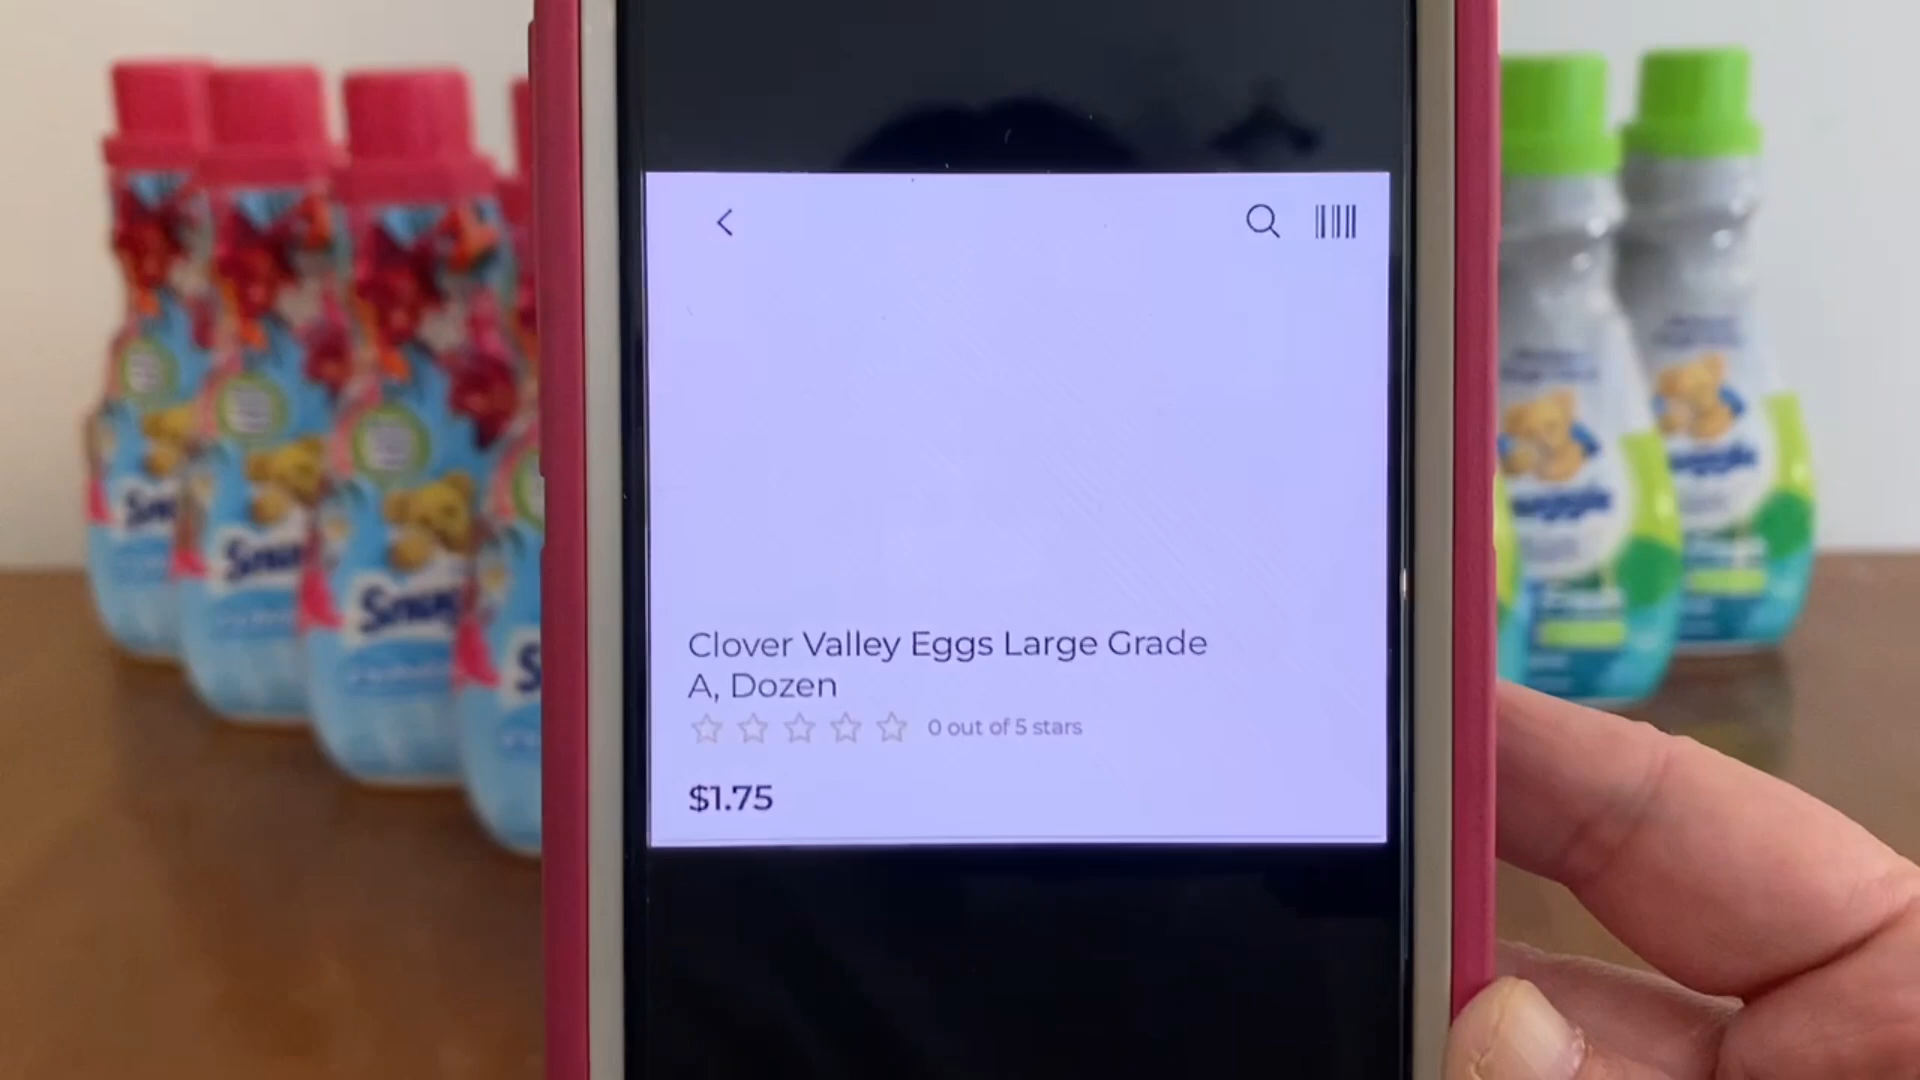 Clover Valley Eggs Large Grade
A, Dozen
0 out of 5 stars
$1.75